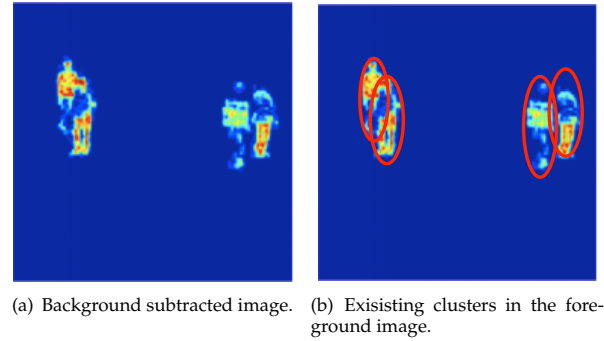 (a) Background subtracted image.
(b) Exisisting clusters in the fore-
ground image.